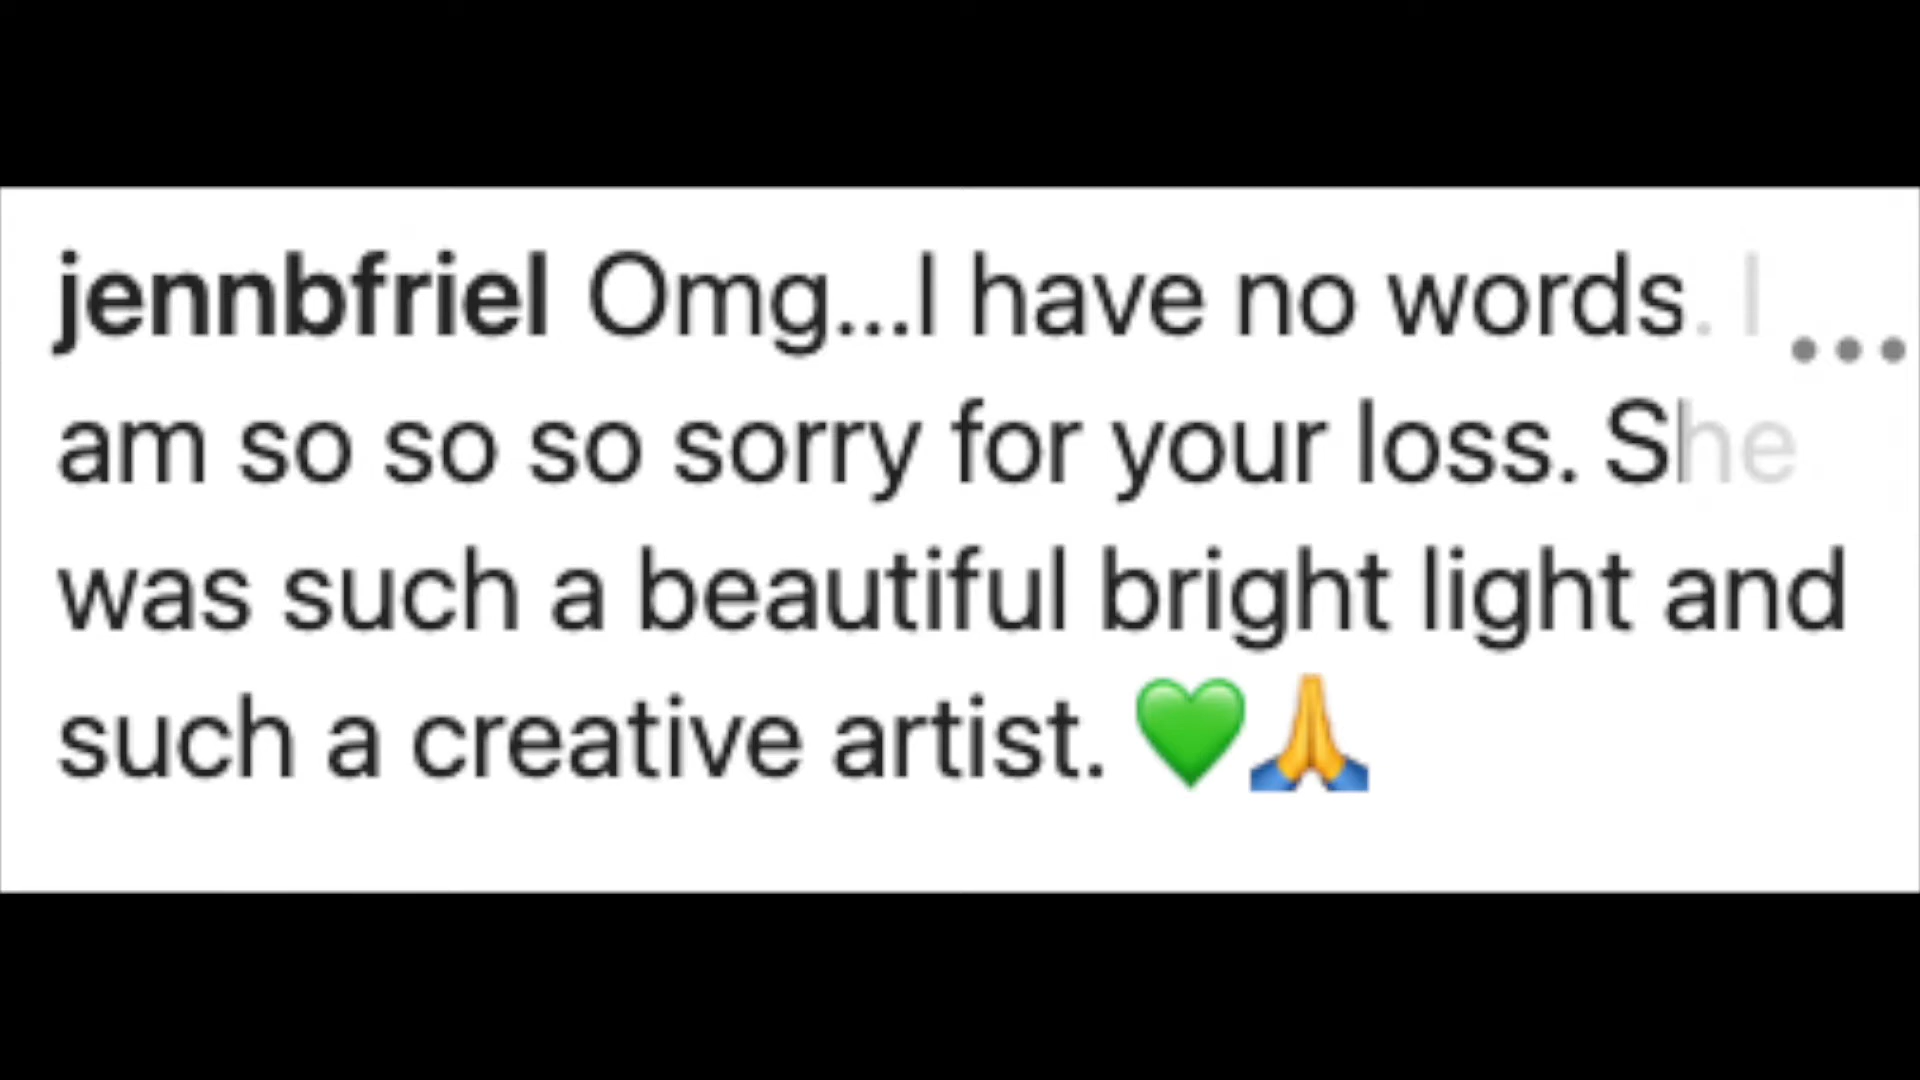 jennbfriel Omg...I have no words. I
am so so so sorry for your loss. She
was such a beautiful bright light and
such a creative artist. 💚🙏